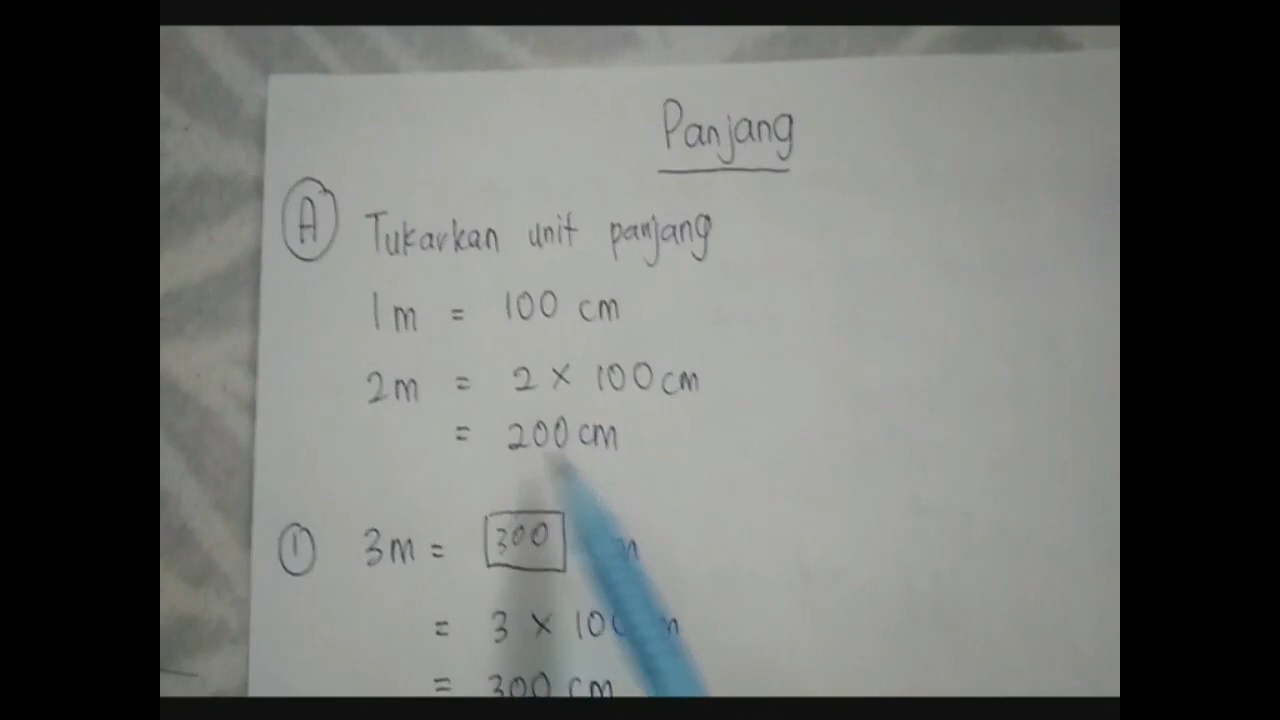 Panjang
A Tukarkan unit panjang
1m = 100 cm
2m = 2 × 100 cm
= 200 cm
1 3m = 300
= 3 × 100
= 300 cm